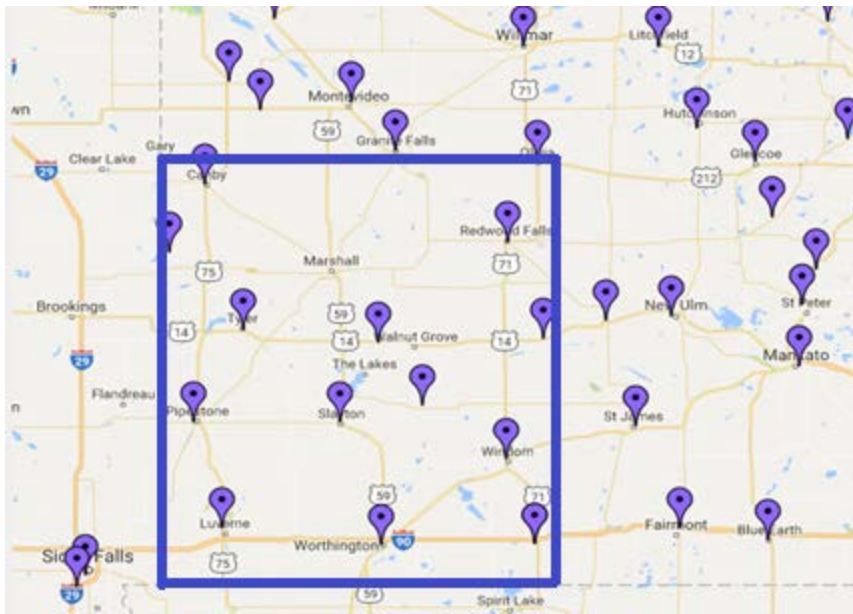 Willmar
Litchfield
12
71
Montevideo
Hutchinson
59
Granite Falls
Gary
Clear Lake
Olivia
Glencoe
29
Canby
212
Redwood Falls
Marshall
71
75
Brookings
59
New Ulm
St Peter
Tyler
14
14
Walnut Grove
14
29
The Lakes
Mankato
Flandreau
Pipestone
Slayton
St James
Windom
59
71
Luverne
Fairmont
Blue Earth
Worthington
90
Sioux Falls
75
29
59
Spirit Lake